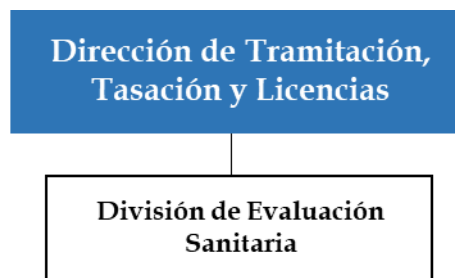 Dirección de Tramitación,
Tasación y Licencias
División de Evaluación
Sanitaria